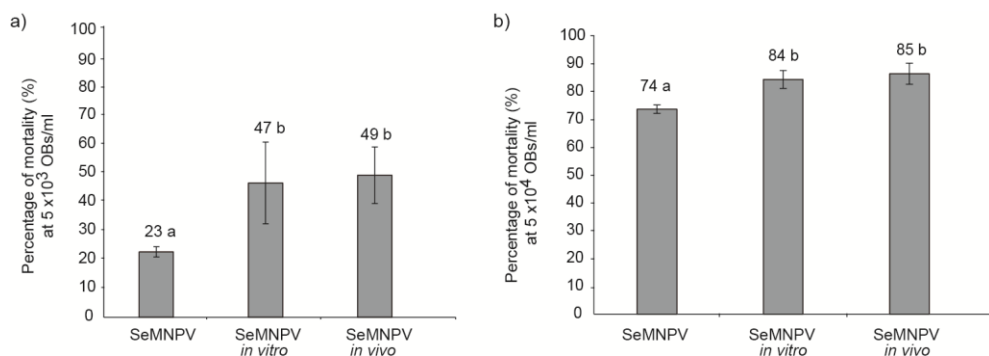 a)
Percentage of mortality (%)
at 5 x10³ OBs/ml
100
90
80
70
60
50
40
30
20
10
0
23 a
47 b
49 b
SeMNPV
SeMNPV
in vitro
SeMNPV
in vivo
b)
Percentage of mortality (%)
at 5 x10⁴ OBs/ml
100
90
80
70
60
50
40
30
20
10
0
74 a
84 b
85 b
SeMNPV
SeMNPV
in vitro
SeMNPV
in vivo